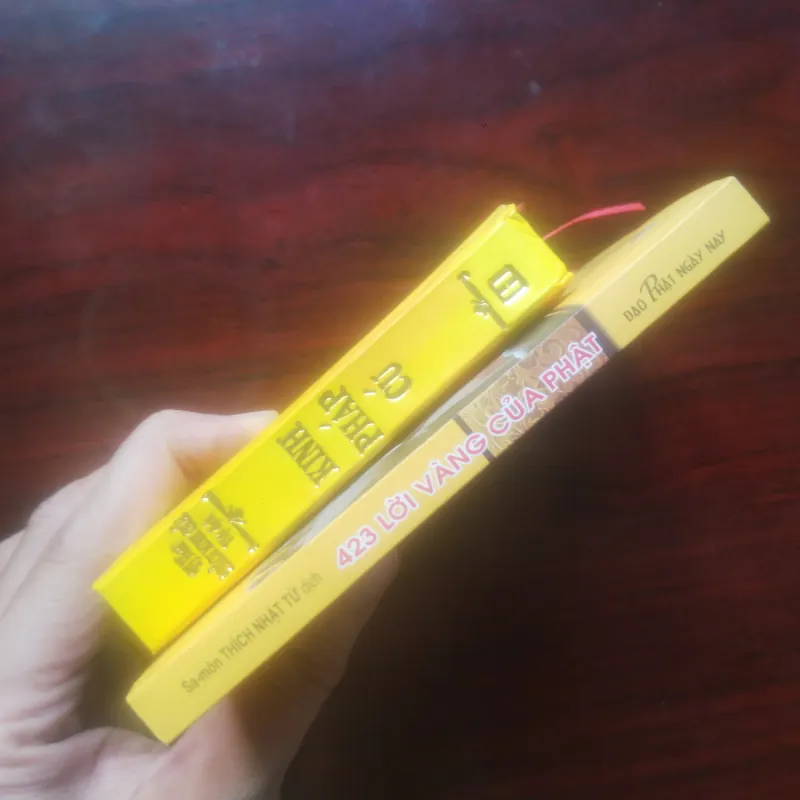 KINH
PHÁP
CÚ
Sa-môn THÍCH NHẬT TỪ dịch
423 LỜI VÀNG CỦA PHẬT
ĐẠO PHẬT NGÀY NAY